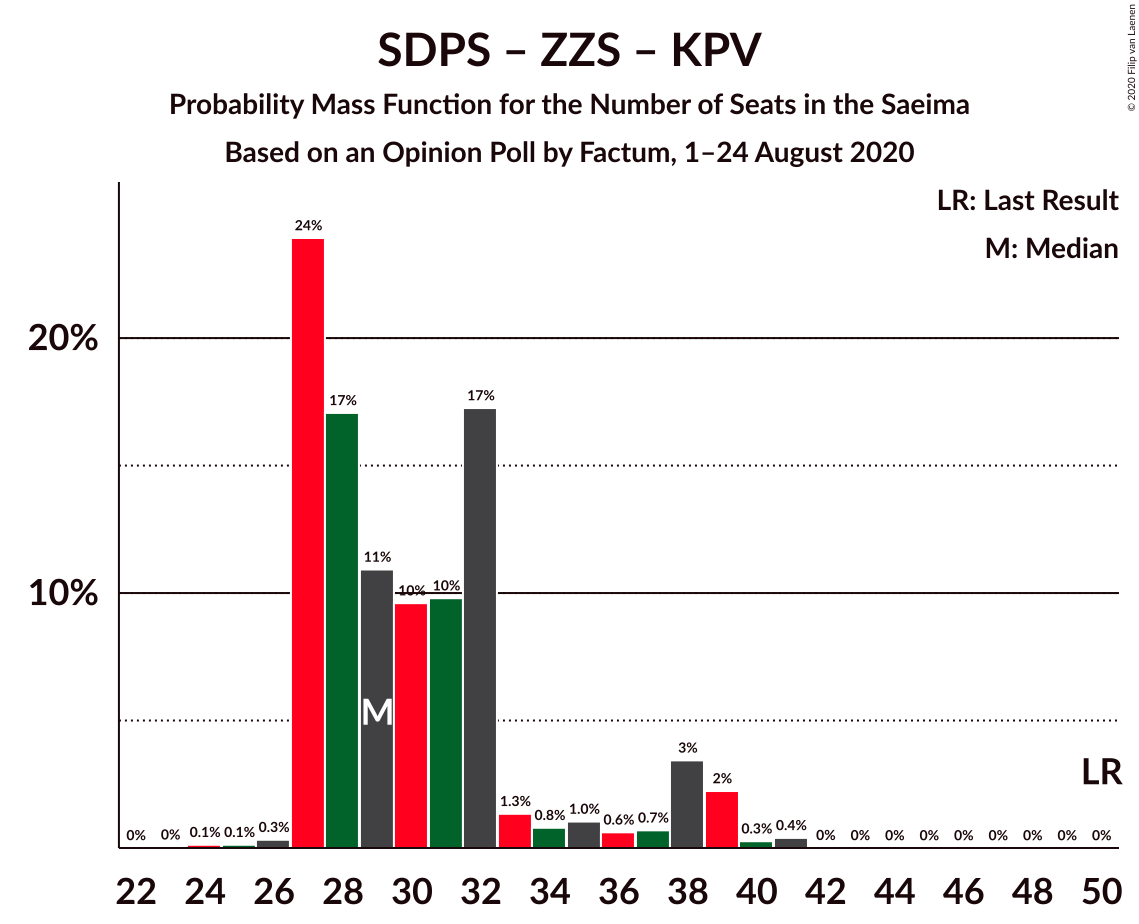 SDPS – ZZS – KPV
Probability Mass Function for the Number of Seats in the Saeima
Based on an Opinion Poll by Factum, 1–24 August 2020
© 2020 Filip van Laenen
LR: Last Result
M: Median
20%
10%
0% 0% 0.1% 0.1% 0.3% 24% 17% 11% 10% 10% 17% 1.3% 0.8% 1.0% 0.6% 0.7% 3% 2% 0.3% 0.4% 0% 0% 0% 0% 0% 0% 0% 0% 0%
M
LR
22 24 26 28 30 32 34 36 38 40 42 44 46 48 50